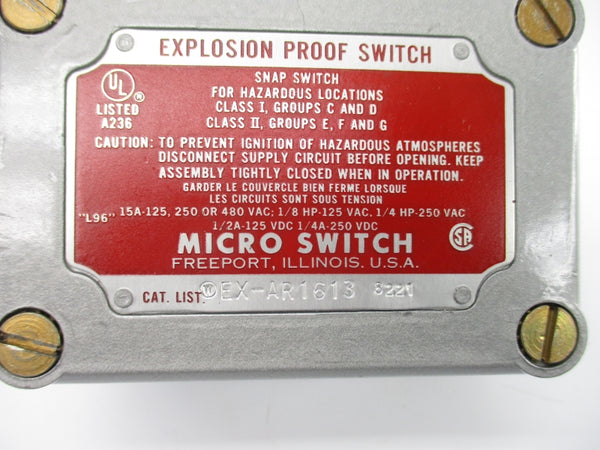 EXPLOSION PROOF SWITCH
UL
®
LISTED
A236
SNAP SWITCH
FOR HAZARDOUS LOCATIONS
CLASS I, GROUPS C AND D
CLASS II, GROUPS E, F AND G
CAUTION: TO PREVENT IGNITION OF HAZARDOUS ATMOSPHERES
DISCONNECT SUPPLY CIRCUIT BEFORE OPENING. KEEP
ASSEMBLY TIGHTLY CLOSED WHEN IN OPERATION.
GARDER LE COUVERCLE BIEN FERME LORSQUE
LES CIRCUITS SONT SOUS TENSION
"L96" 15A-125, 250 OR 480 VAC; 1/8 HP-125 VAC, 1/4 HP-250 VAC
1/2A-125 VDC 1/4A-250 VDC
MICRO SWITCH
SA
FREEPORT, ILLINOIS, U.S.A.
CAT. LIST. EX-AR1613 8221